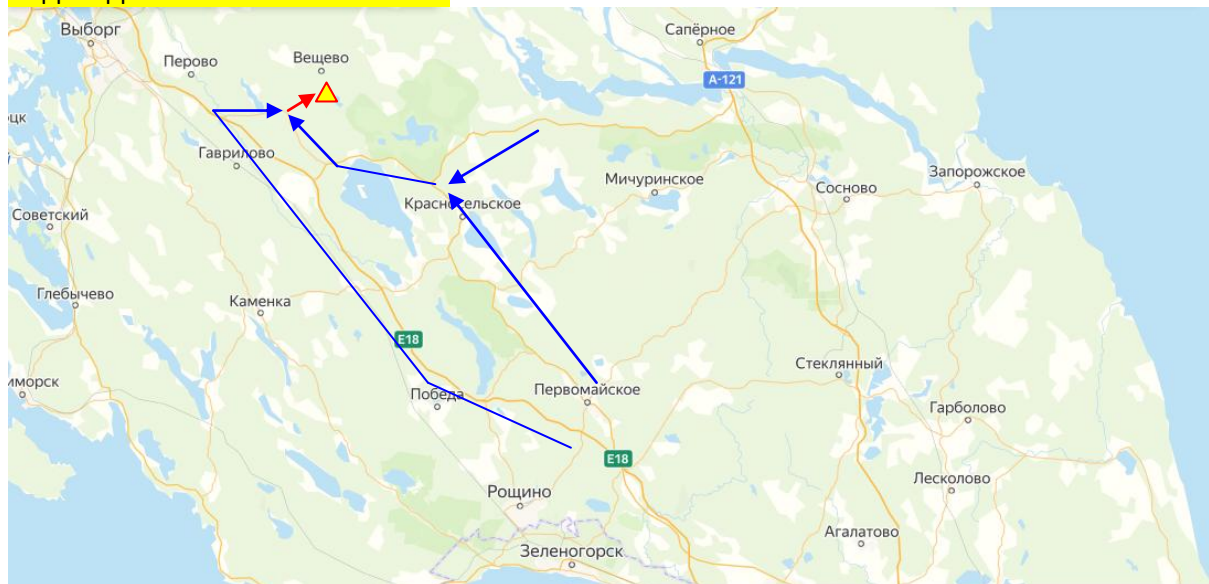 Выборг
Сапёрное
Перово
Вещево
А-121
Гаврилово
Мичуринское
Сосново
Запорожское
Советский
Красносельское
Глебычево
Каменка
E18
Стеклянный
Победа
Первомайское
Гарболово
E18
Лесколово
Рощино
Агалатово
Зеленогорск